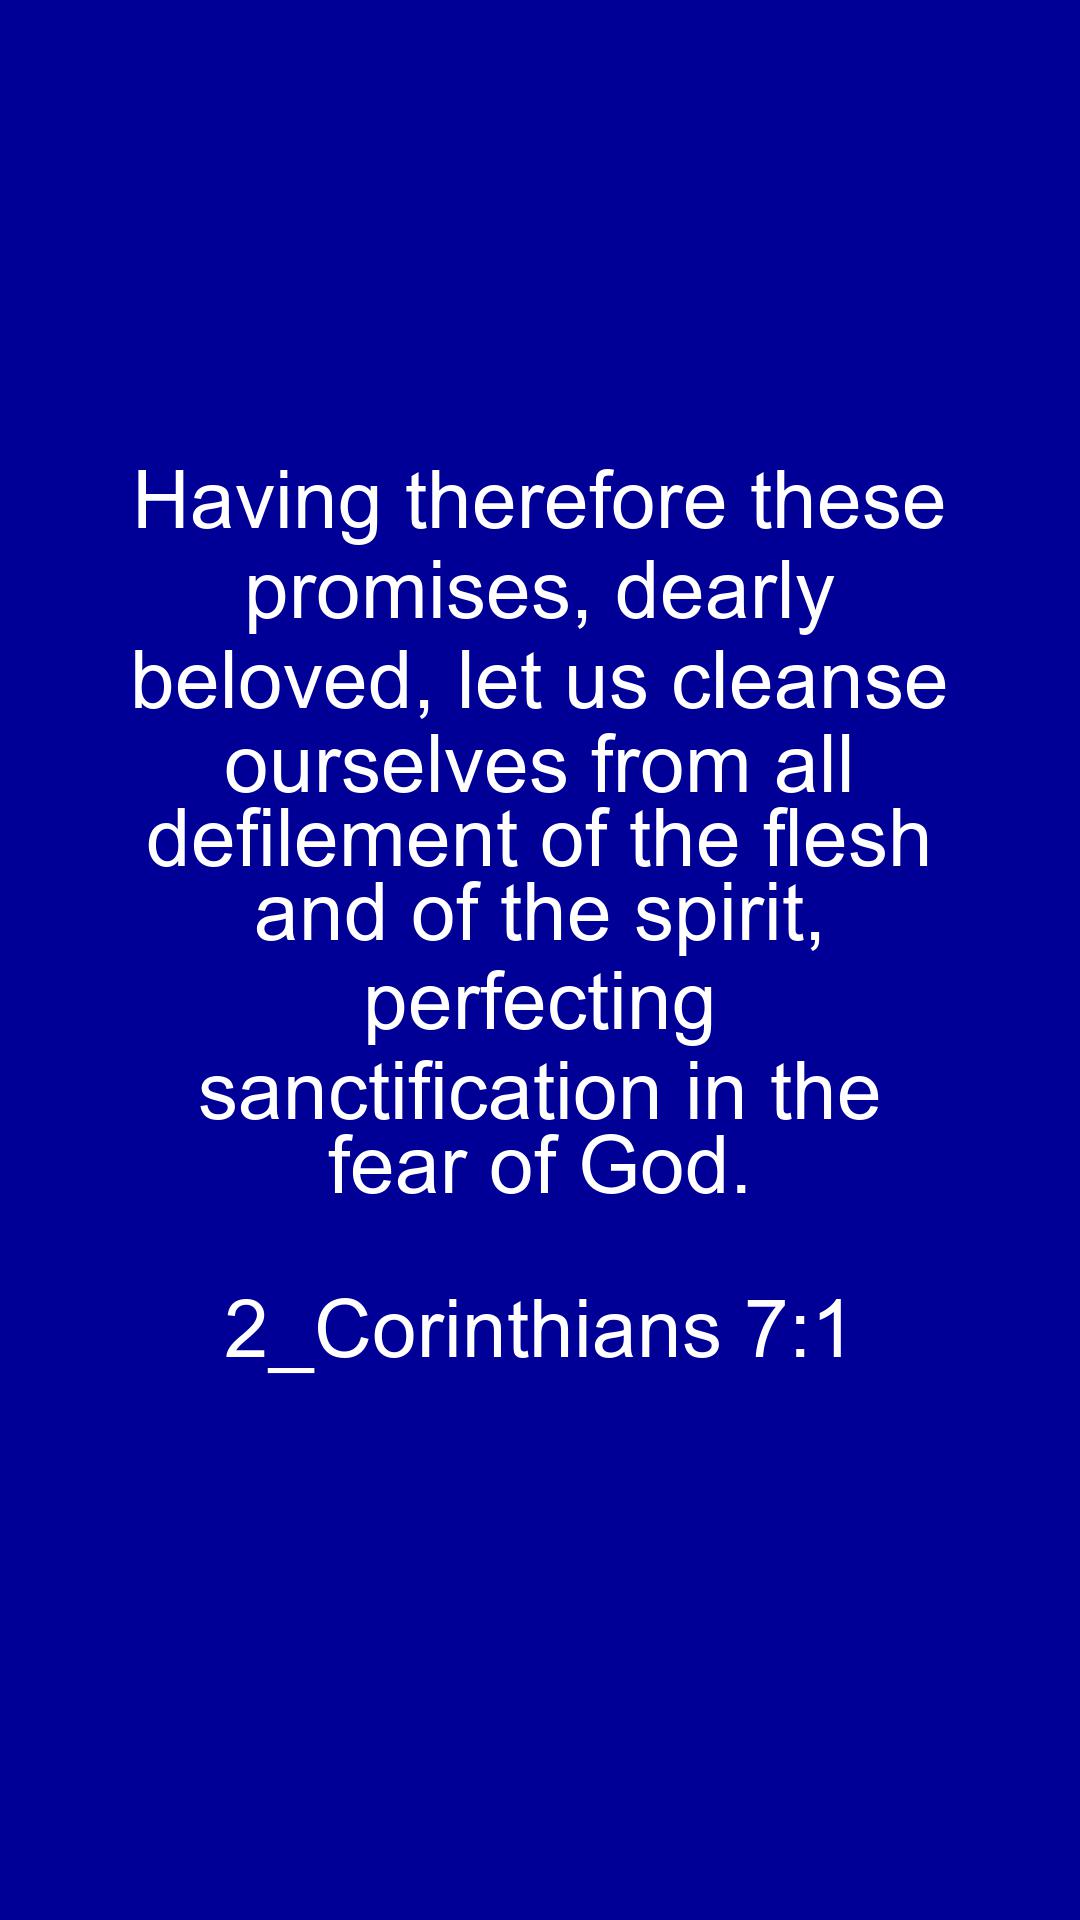 Having therefore these
promises, dearly
beloved, let us cleanse
ourselves from all
defilement of the flesh
and of the spirit,
perfecting
sanctification in the
fear of God.
2_Corinthians 7:1